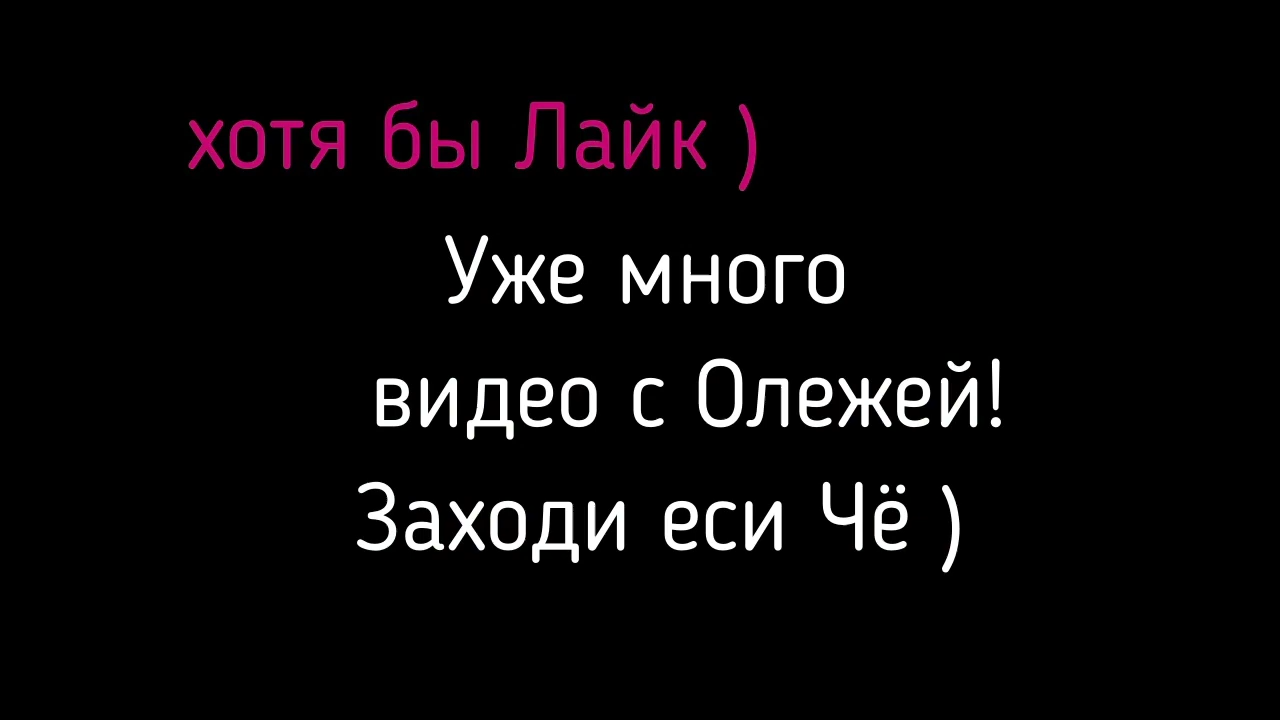 хотя бы Лайк )
Уже много
видео с Олежей!
Заходи еси Чё )